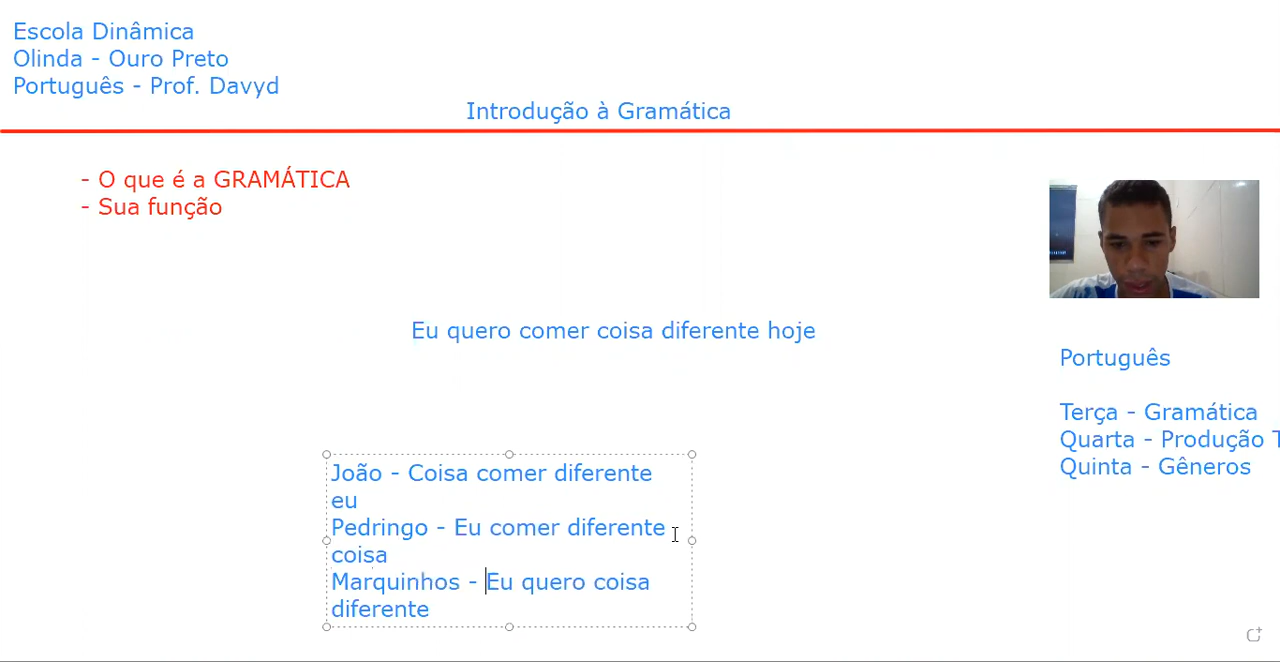 Escola Dinâmica
Olinda - Ouro Preto
Português - Prof. Davyd
Introdução à Gramática
- O que é a GRAMÁTICA
- Sua função
Eu quero comer coisa diferente hoje
Português
Terça - Gramática
Quarta - Produção T
Quinta - Gêneros
João - Coisa comer diferente
eu
Pedringo - Eu comer diferente
coisa
Marquinhos - Eu quero coisa
diferente